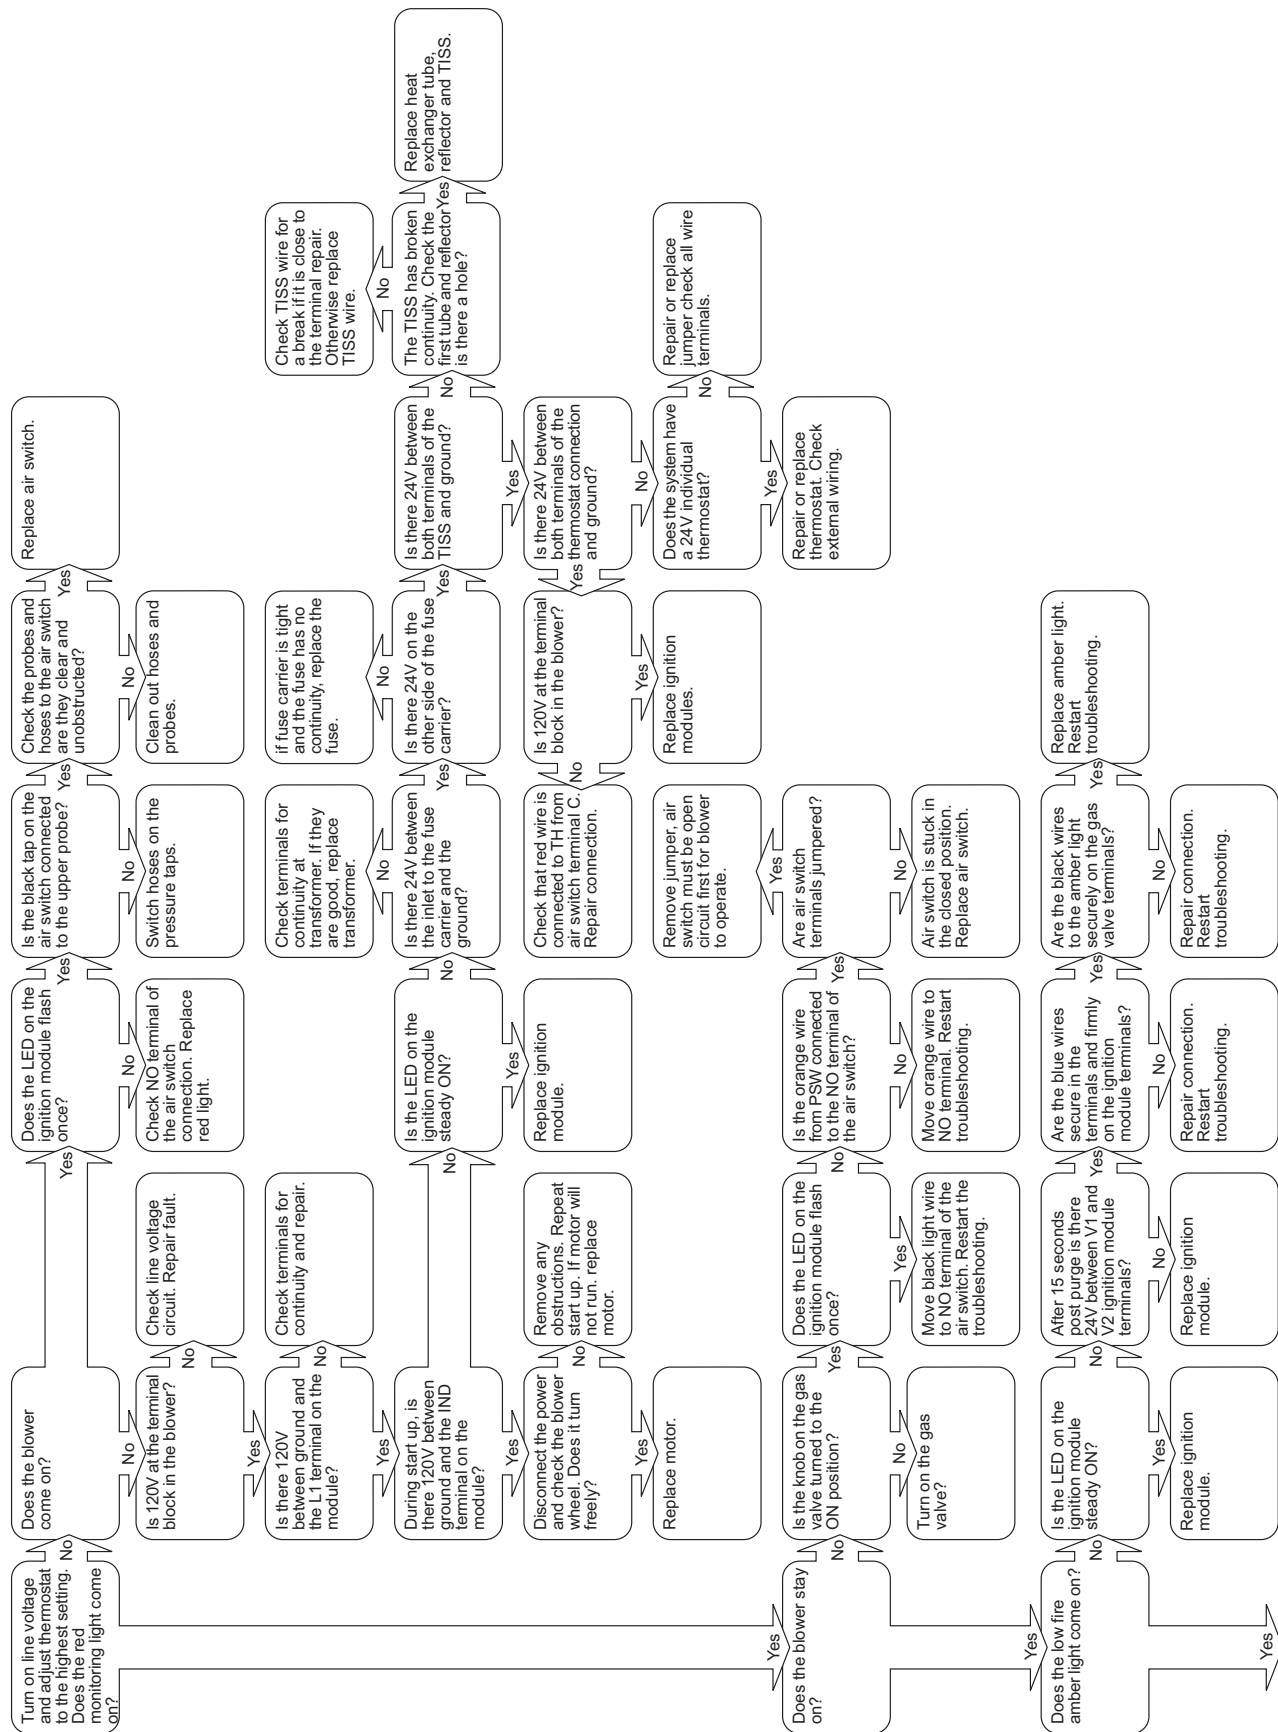 Turn on line voltage
and adjust thermostat
to the highest setting.
Does the red
monitoring light come
on?
No
Does the blower
come on?
Yes
Does the LED on the
ignition module flash
once?
Yes
Is the black tap on the
air switch connected
to the upper probe?
Yes
Check the probes and
hoses to the air switch
are they clear and
unobstructed?
Yes
Replace air switch.
No
No
No
No
Is 120V at the terminal
block in the blower?
No
Check line voltage
circuit. Repair fault.
Check NO terminal of
the air switch
connection. Replace
red light.
Switch hoses on the
pressure taps.
Clean out hoses and
probes.
Yes
Is there 120V
between ground and
the L1 terminal on the
module?
No
Check terminals for
continuity and repair.
Check terminals for
continuity at
transformer. If they
are good, replace
transformer.
if fuse carrier is tight
and the fuse has no
continuity, replace the
fuse.
Check TISS wire for
a break if it is close to
the terminal repair.
Otherwise replace
TISS wire.
Yes
No
No
No
During start up, is
there 120V between
ground and the IND
terminal on the
module?
No
Is the LED on the
ignition module
steady ON?
No
Is there 24V between
the inlet to the fuse
carrier and the
ground?
Yes
Is there 24V on the
other side of the fuse
carrier?
Yes
Is there 24V between
both terminals of the
TISS and ground?
No
The TISS has broken
continuity. Check the
first tube and reflector
is there a hole?
Yes
Replace heat
exchanger tube,
reflector and TISS.
Yes
Yes
Yes
Disconnect the power
and check the blower
wheel. Does it turn
freely?
No
Remove any
obstructions. Repeat
start up. If motor will
not run. replace
motor.
Replace ignition
module.
Check that red wire is
connected to TH from
air switch terminal C.
Repair connection.
No
Is 120V at the terminal
block in the blower?
Yes
Is there 24V between
both terminals of the
thermostat connection
and ground?
Yes
Yes
No
Replace motor.
Remove jumper, air
switch must be open
circuit first for blower
to operate.
Replace ignition
modules.
Does the system have
a 24V individual
thermostat?
No
Repair or replace
jumper check all wire
terminals.
Yes
Yes
Yes
Does the blower stay
on?
Is the knobon the gas
valve turned to the
ON position?
Yes
Does the LED on the
ignition module flash
once?
No
Is the orange wire
from PSW connected
to the NO terminal of
the air switch?
Yes
Are air switch
terminals jumpered?
Repair or replace
thermostat. Check
external wiring.
No
Yes
No
No
Turn on the gas
valve?
Move black light wire
to NO terminal of the
air switch. Restart the
troubleshooting.
Move orange wire to
NO terminal. Restart
troubleshooting.
Air switch is stuck in
the closed position.
Replace air switch.
Yes
Does the low fire
amber light come on?
No
Is the LED on the
ignition module
steady ON?
No
After 15 seconds
post purge is there
24V between V1 and
V2 ignition module
terminals?
Yes
Are the blue wires
secure in the
terminals and firmly
on the ignition
module terminals?
Yes
Are the black wires
to the amber light
securely on the gas
valve terminals?
Yes
Replace amber light.
Restart
troubleshooting.
Yes
No
No
No
Replace ignition
module.
Replace ignition
module.
Repair connection.
Restart
troubleshooting.
Repair connection.
Restart
troubleshooting.
Yes